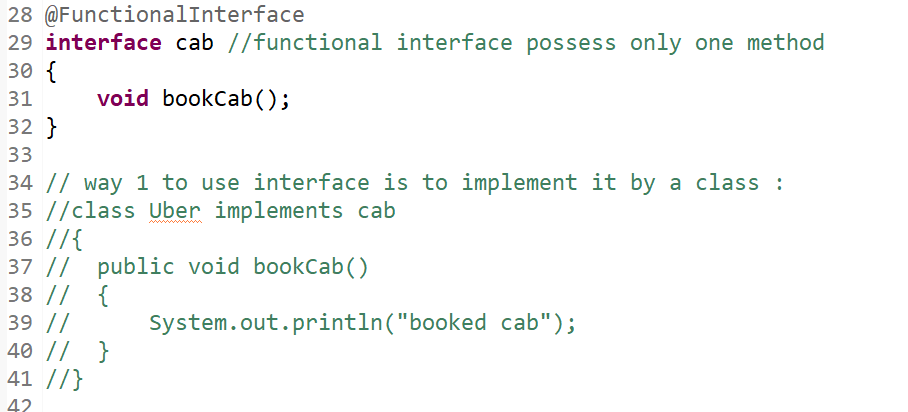 28 @FunctionalInterface
29 interface cab //functional interface possess only one method
30 {
31     void bookCab();
32 }
33
34 // way 1 to use interface is to implement it by a class :
35 //class Uber implements cab
36 //{
37 //  public void bookCab()
38 //  {
39 //      System.out.println("booked cab");
40 //  }
41 //}
42